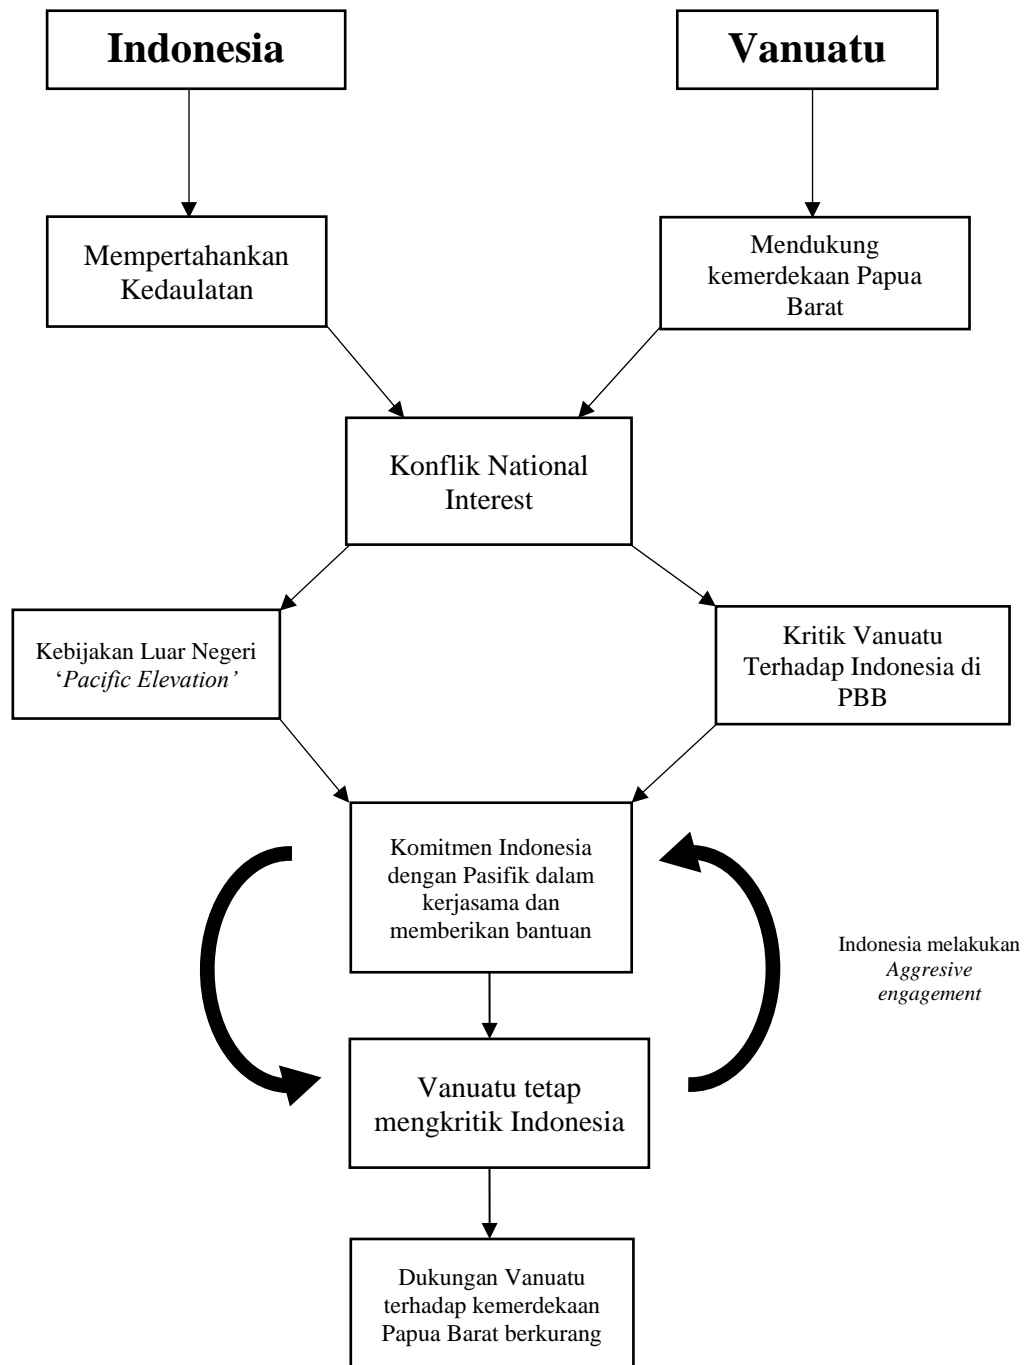 Indonesia
Vanuatu
Mempertahankan
Kedaulatan
Mendukung
kemerdekaan Papua
Barat
Konflik National
Interest
Kebijakan Luar Negeri
‘Pacific Elevation’
Kritik Vanuatu
Terhadap Indonesia di
PBB
Komitmen Indonesia
dengan Pasifik dalam
kerjasama dan
memberikan bantuan
Indonesia melakukan
Aggresive
engagement
Vanuatu tetap
mengkritik Indonesia
Dukungan Vanuatu
terhadap kemerdekaan
Papua Barat berkurang